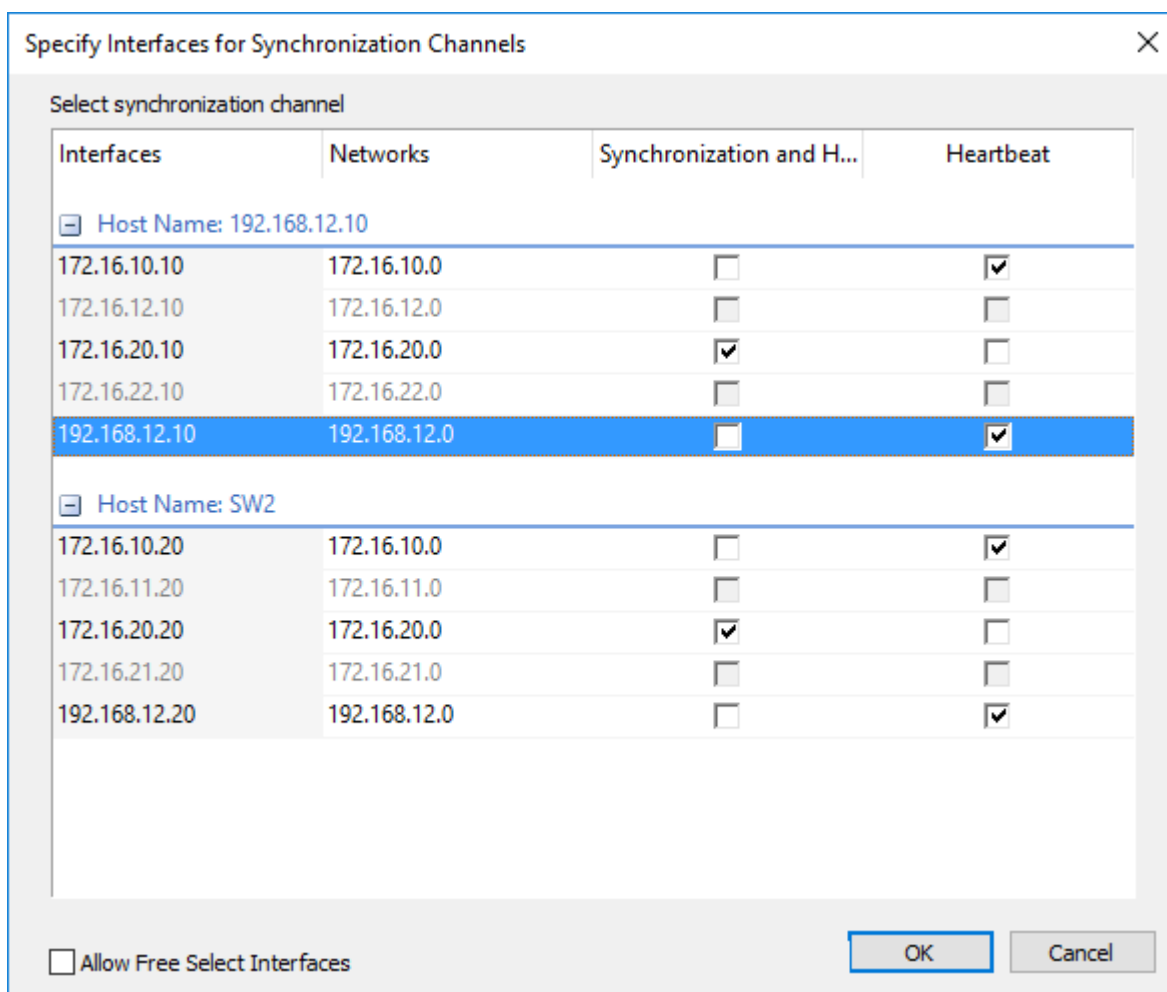 Specify Interfaces for Synchronization Channels
Select synchronization channel
Interfaces Networks Synchronization and H... Heartbeat
Host Name: 192.168.12.10
172.16.10.10 172.16.10.0
172.16.12.10 172.16.12.0
172.16.20.10 172.16.20.0
172.16.22.10 172.16.22.0
192.168.12.10 192.168.12.0
Host Name: SW2
172.16.10.20 172.16.10.0
172.16.11.20 172.16.11.0
172.16.20.20 172.16.20.0
172.16.21.20 172.16.21.0
192.168.12.20 192.168.12.0
Allow Free Select Interfaces OK Cancel